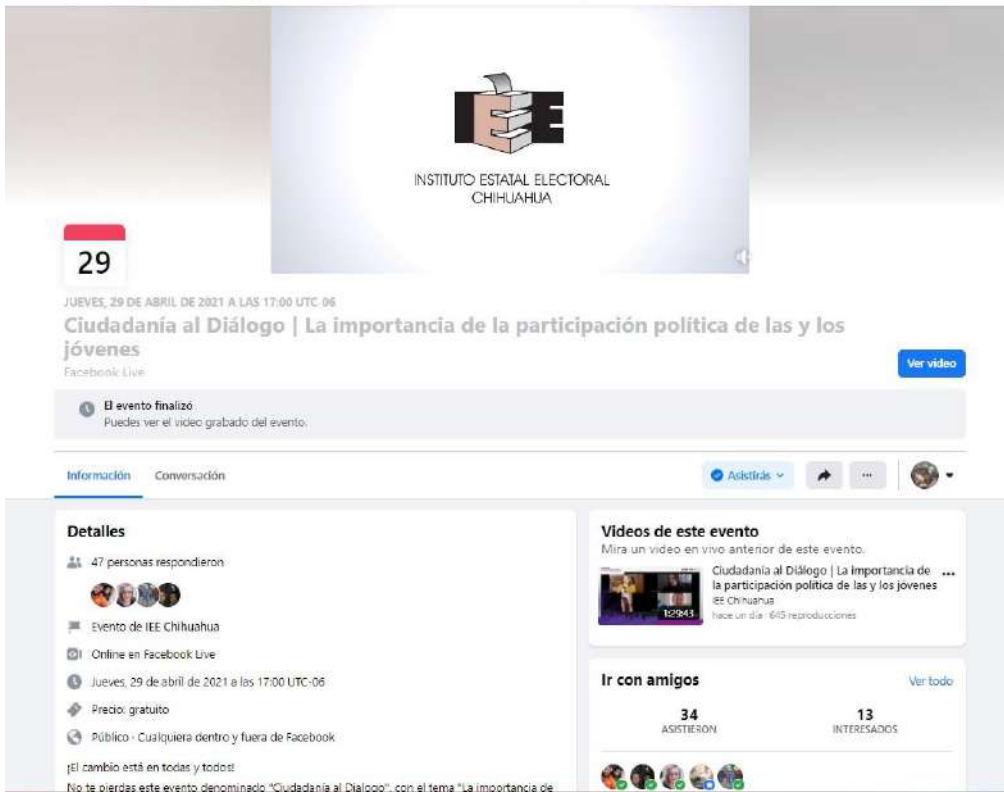 IEE
INSTITUTO ESTATAL ELECTORAL
CHIHUAHUA
29
JUEVES, 29 DE ABRIL DE 2021 A LAS 17:00 UTC-06
Ciudadanía al Diálogo | La importancia de la participación política de las y los
jóvenes
Facebook Live
Ver video
El evento finalizó
Puedes ver el video grabado del evento.
Información
Conversación
Asistirás
Detalles
47 personas respondieron
Evento de IEE Chihuahua
Online en Facebook Live
Jueves, 29 de abril de 2021 a las 17:00 UTC-06
Precio: gratuito
Público · Cualquiera dentro y fuera de Facebook
¡El cambio está en todas y todos!
No te pierdas este evento denominado "Ciudadanía al Dialogo", con el tema "La importancia de
Videos de este evento
Mira un video en vivo anterior de este evento.
1:29:43
Ciudadanía al Diálogo | La importancia de
la participación política de las y los jóvenes
IEE Chihuahua
hace un día · 645 reproducciones
Ir con amigos
Ver todo
34
ASISTIERON
13
INTERESADOS